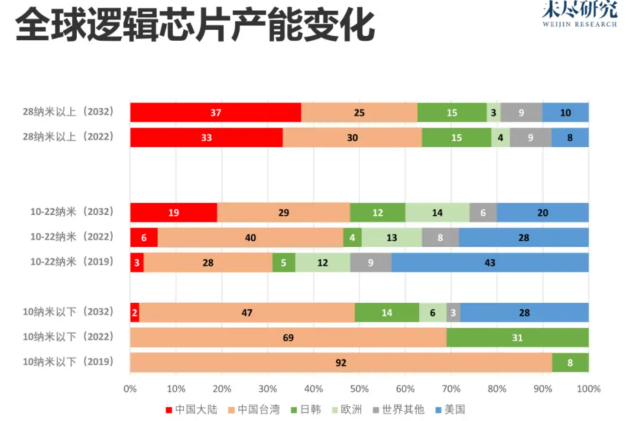 全球逻辑芯片产能变化
未尽研究
WEIJIN RESEARCH
28纳米以上（2032） 37 25 15 3 9 10
28纳米以上（2022） 33 30 15 4 9 8
10-22纳米（2032） 19 29 12 14 6 20
10-22纳米（2022） 6 40 4 13 8 28
10-22纳米（2019） 3 28 5 12 9 43
10纳米以下（2032） 2 47 14 6 3 28
10纳米以下（2022） 69 31
10纳米以下（2019） 92 8
0% 10% 20% 30% 40% 50% 60% 70% 80% 90% 100%
中国大陆 中国台湾 日韩 欧洲 世界其他 美国